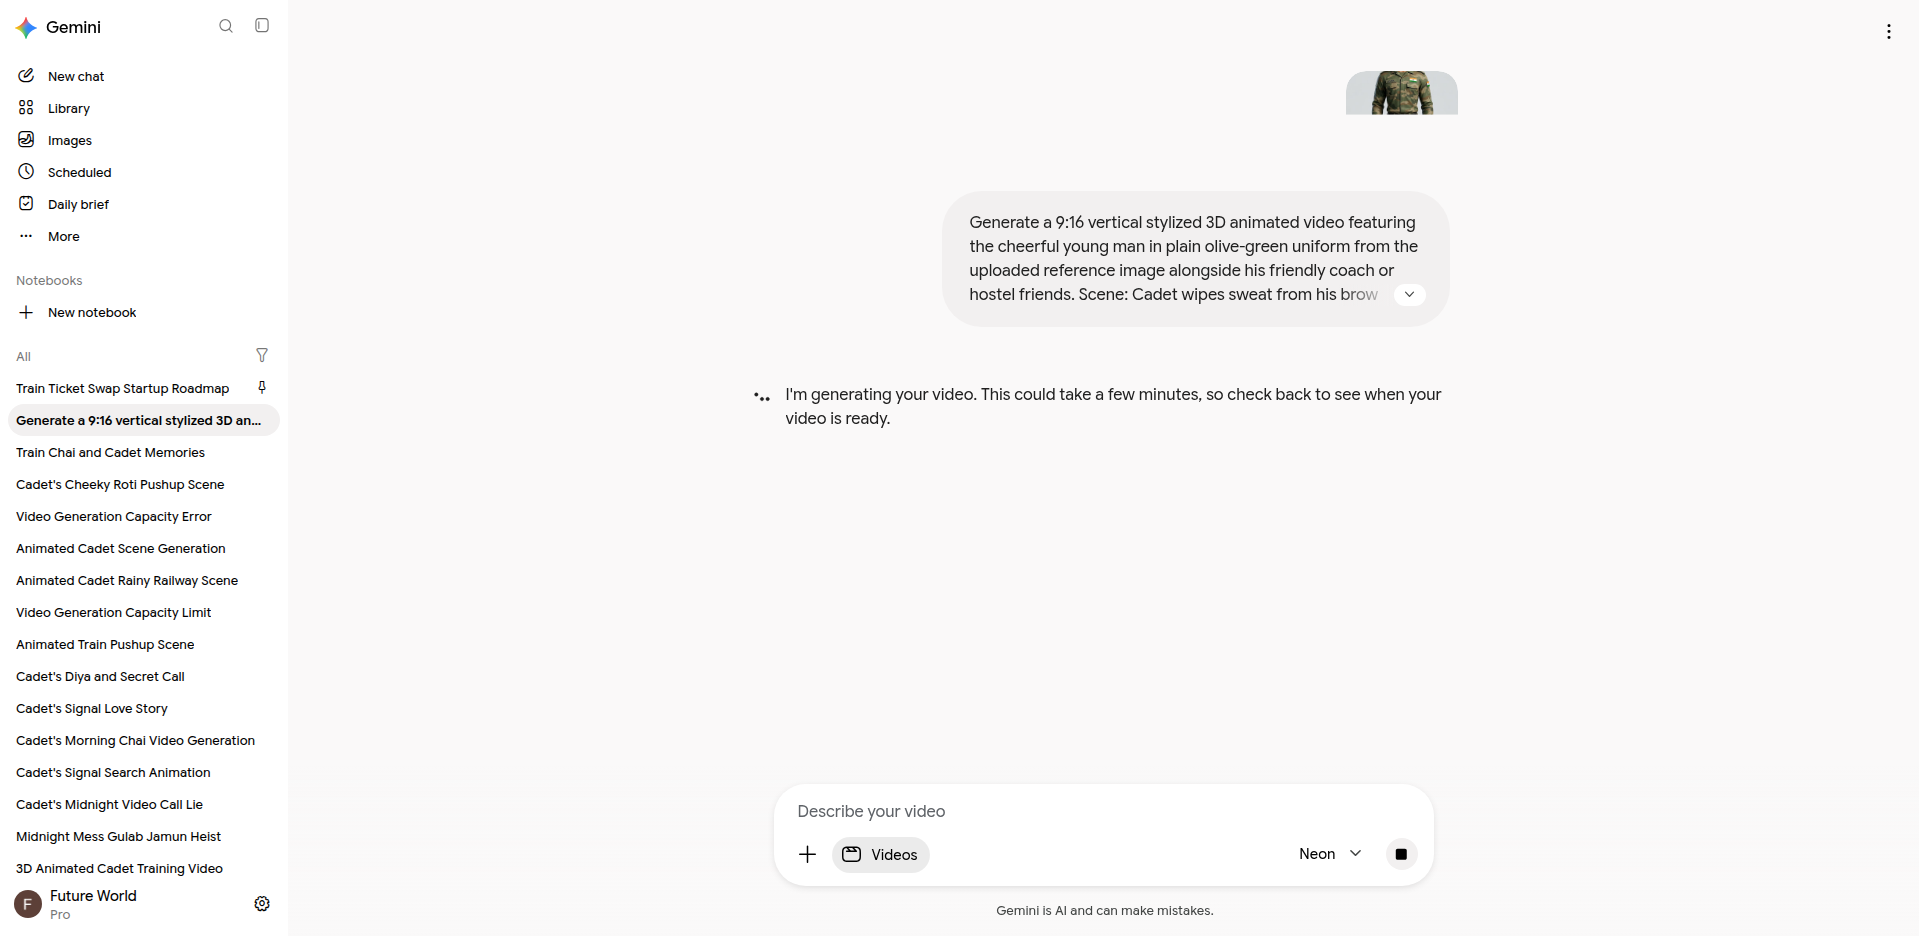 Gemini
New chat
Library
Images
Scheduled
Daily brief
More
Notebooks
New notebook
All
Train Ticket Swap Startup Roadmap
Generate a 9:16 vertical stylized 3D an...
Train Chai and Cadet Memories
Cadet's Cheeky Roti Pushup Scene
Video Generation Capacity Error
Animated Cadet Scene Generation
Animated Cadet Rainy Railway Scene
Video Generation Capacity Limit
Animated Train Pushup Scene
Cadet's Diya and Secret Call
Cadet's Signal Love Story
Cadet's Morning Chai Video Generation
Cadet's Signal Search Animation
Cadet's Midnight Video Call Lie
Midnight Mess Gulab Jamun Heist
3D Animated Cadet Training Video
F
Future World
Pro
Generate a 9:16 vertical stylized 3D animated video featuring
the cheerful young man in plain olive-green uniform from the
uploaded reference image alongside his friendly coach or
hostel friends. Scene: Cadet wipes sweat from his brow
I'm generating your video. This could take a few minutes, so check back to see when your
video is ready.
Describe your video
Videos
Neon
Gemini is AI and can make mistakes.